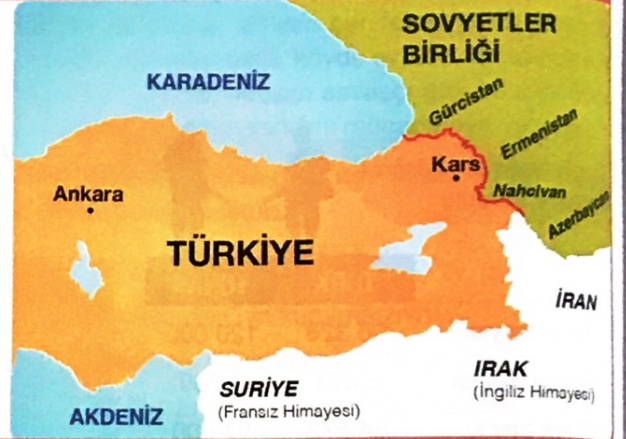 SOVYETLER
BİRLİĞİ
KARADENİZ
Gürcistan
Ermenistan
Kars
Nahcivan
Ankara
Azerbaycan
TÜRKİYE
İRAN
IRAK
(İngiliz Himayesi)
SURİYE
(Fransız Himayesi)
AKDENİZ